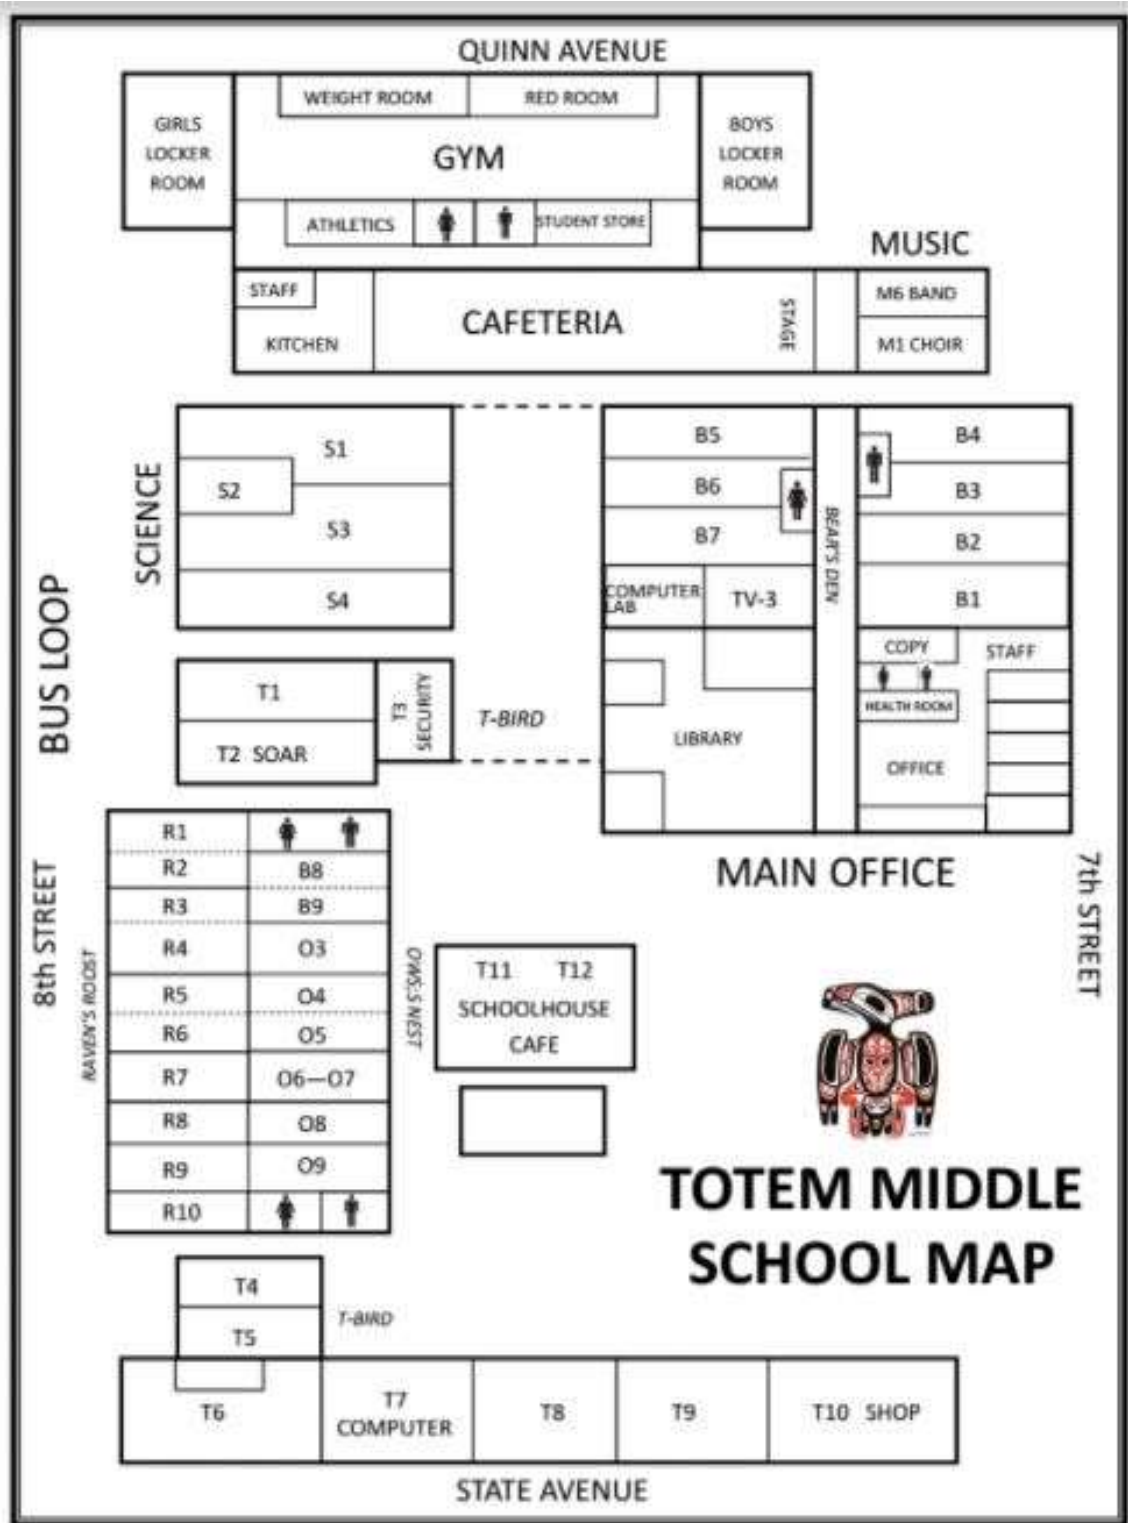 QUINN AVENUE
WEIGHT ROOM
RED ROOM
GIRLS
LOCKER
ROOM
GYM
BOYS
LOCKER
ROOM
ATHLETICS
STUDENT STORE
MUSIC
STAFF
KITCHEN
CAFETERIA
STAGE
M6 BAND
M1 CHOIR
SCIENCE
S1
S2
S3
S4
B5
B6
B7
COMPUTER
LAB
TV-3
BEAR'S DEN
B4
B3
B2
B1
COPY
STAFF
HEALTH ROOM
OFFICE
LIBRARY
BUS LOOP
T1
T2 SOAR
T3
SECURITY
T-BIRD
MAIN OFFICE
8th STREET
7th STREET
RAVEN'S ROOST
R1
R2
B8
R3
B9
R4
O3
R5
O4
R6
O5
R7
O6—O7
R8
O8
R9
O9
R10
OWS;S NEST
T11 T12
SCHOOLHOUSE
CAFE
TOTEM MIDDLE
SCHOOL MAP
T4
T5
T-BIRD
T6
T7
COMPUTER
T8
T9
T10 SHOP
STATE AVENUE